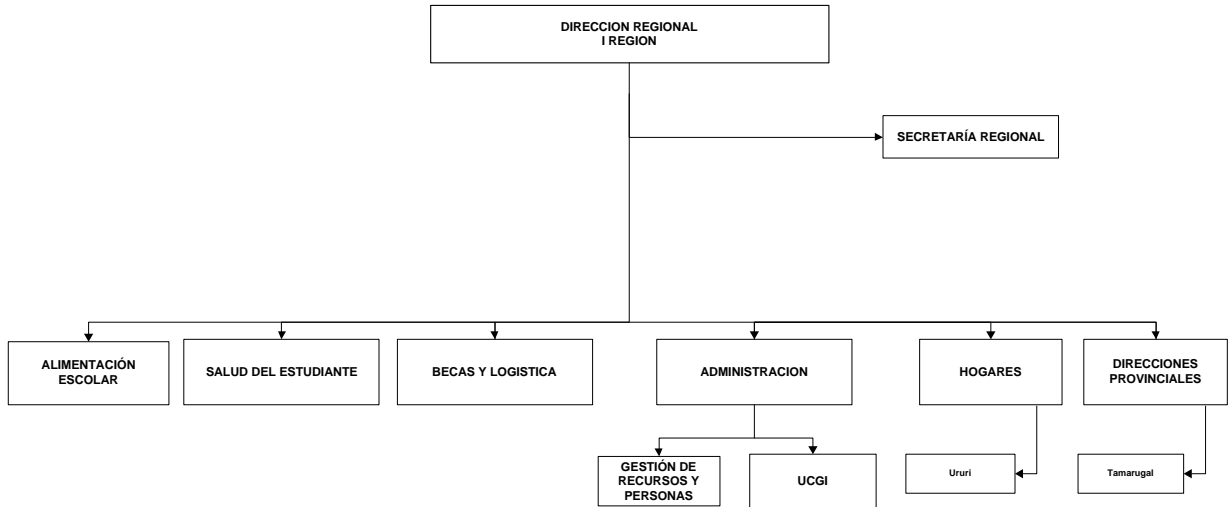 DIRECCION REGIONAL
I REGION
SECRETARÍA REGIONAL
ALIMENTACIÓN
ESCOLAR
SALUD DEL ESTUDIANTE
BECAS Y LOGISTICA
ADMINISTRACION
HOGARES
DIRECCIONES
PROVINCIALES
GESTIÓN DE
RECURSOS Y
PERSONAS
UCGI
Ururi
Tamarugal